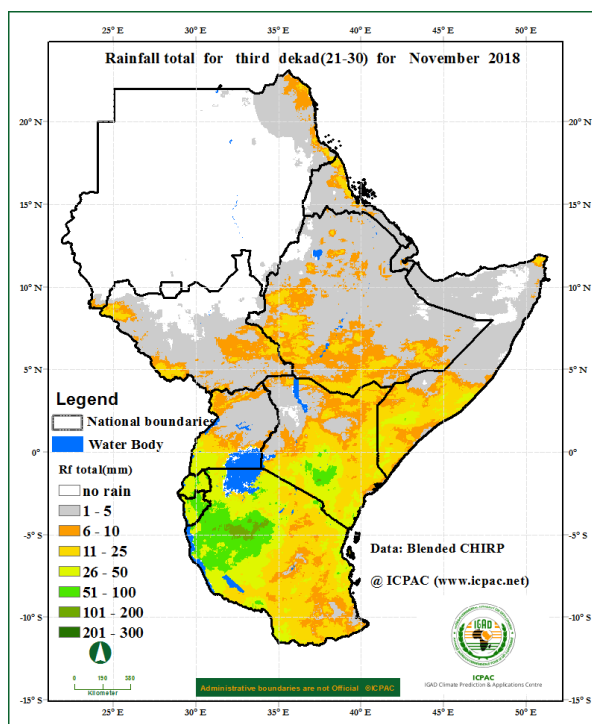 Rainfall total for third dekad(21-30) for November 2018
25° E 30° E 35° E 40° E 45° E 50° E
20° N 20° N
15° N 15° N
10° N 10° N
5° N 5° N
Legend
National boundaries
Water Body
0° 0°
Rf total(mm)
no rain
1 - 5
6 - 10
11 - 25
26 - 50
51 - 100
101 - 200
201 - 300
-5° S -5° S
Data: Blended CHIRP
@ ICPAC (www.icpac.net)
-10° S -10° S
IGAD
ICPAC
IGAD Climate Prediction & Applications Centre
0 190 380
Kilometer
Administrative boundaries are not Official ©ICPAC
-15° S -15° S
25° E 30° E 35° E 40° E 45° E 50° E